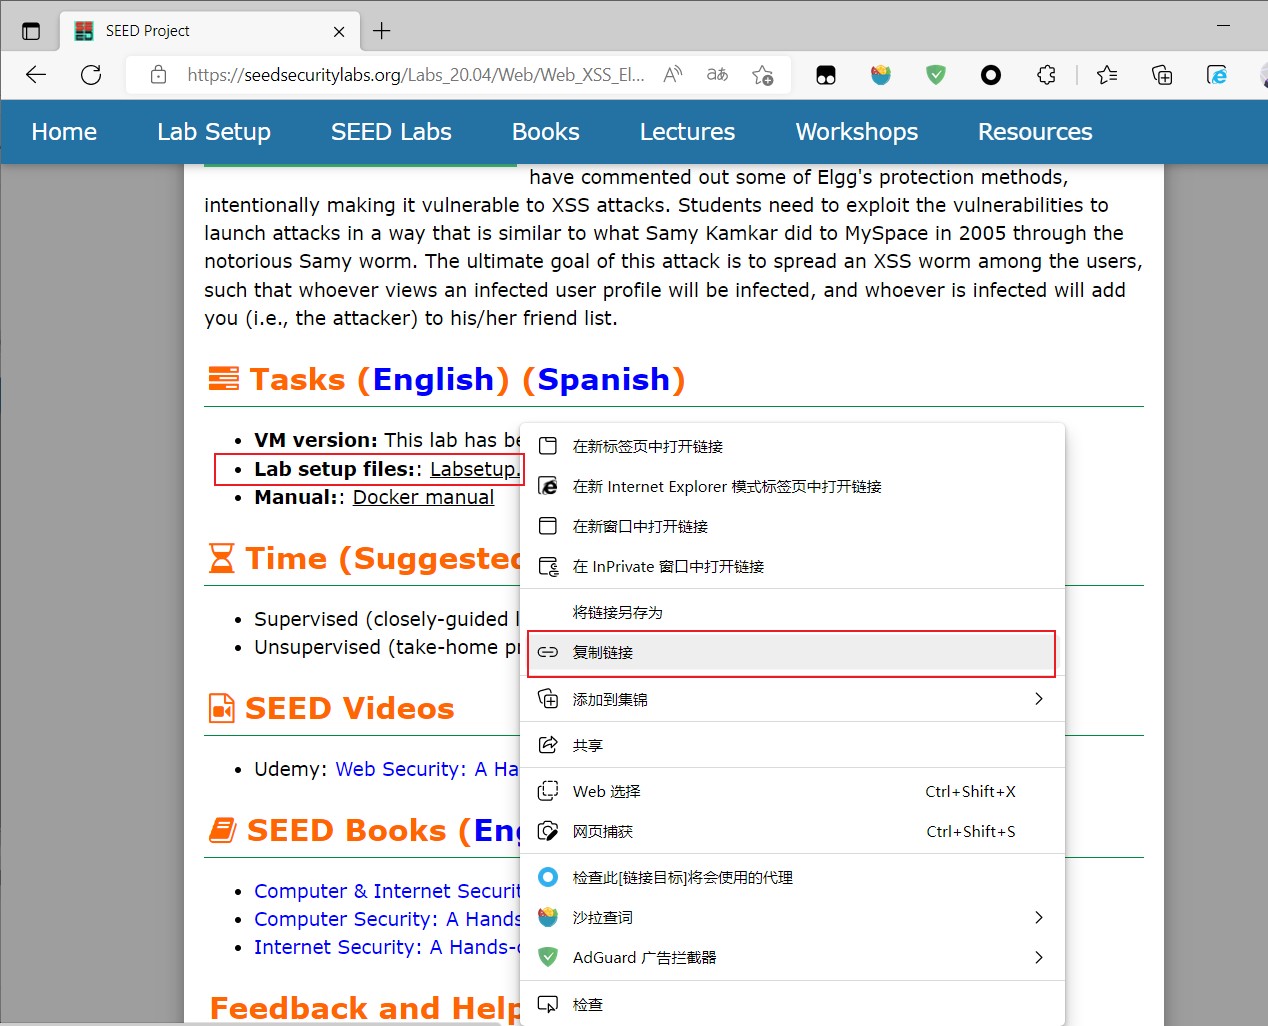 SEED Project
https://seedsecuritylabs.org/Labs_20.04/Web/Web_XSS_El...
Home
Lab Setup
SEED Labs
Books
Lectures
Workshops
Resources
have commented out some of Elgg's protection methods,
intentionally making it vulnerable to XSS attacks. Students need to exploit the vulnerabilities to
launch attacks in a way that is similar to what Samy Kamkar did to MySpace in 2005 through the
notorious Samy worm. The ultimate goal of this attack is to spread an XSS worm among the users,
such that whoever views an infected user profile will be infected, and whoever is infected will add
you (i.e., the attacker) to his/her friend list.
Tasks (English) (Spanish)
VM version: This lab has be
Lab setup files:: Labsetup.
Manual:: Docker manual
Time (Suggested
Supervised (closely-guided l
Unsupervised (take-home pr
SEED Videos
Udemy: Web Security: A Ha
SEED Books (Eng
Computer & Internet Securit
Computer Security: A Hands
Internet Security: A Hands-o
Feedback and Help
在新标签页中打开链接
在新 Internet Explorer 模式标签页中打开链接
在新窗口中打开链接
在 InPrivate 窗口中打开链接
将链接另存为
复制链接
添加到集锦
共享
Web 选择 Ctrl+Shift+X
网页捕获 Ctrl+Shift+S
检查此[链接目标]将会使用的代理
沙拉查词
AdGuard 广告拦截器
检查